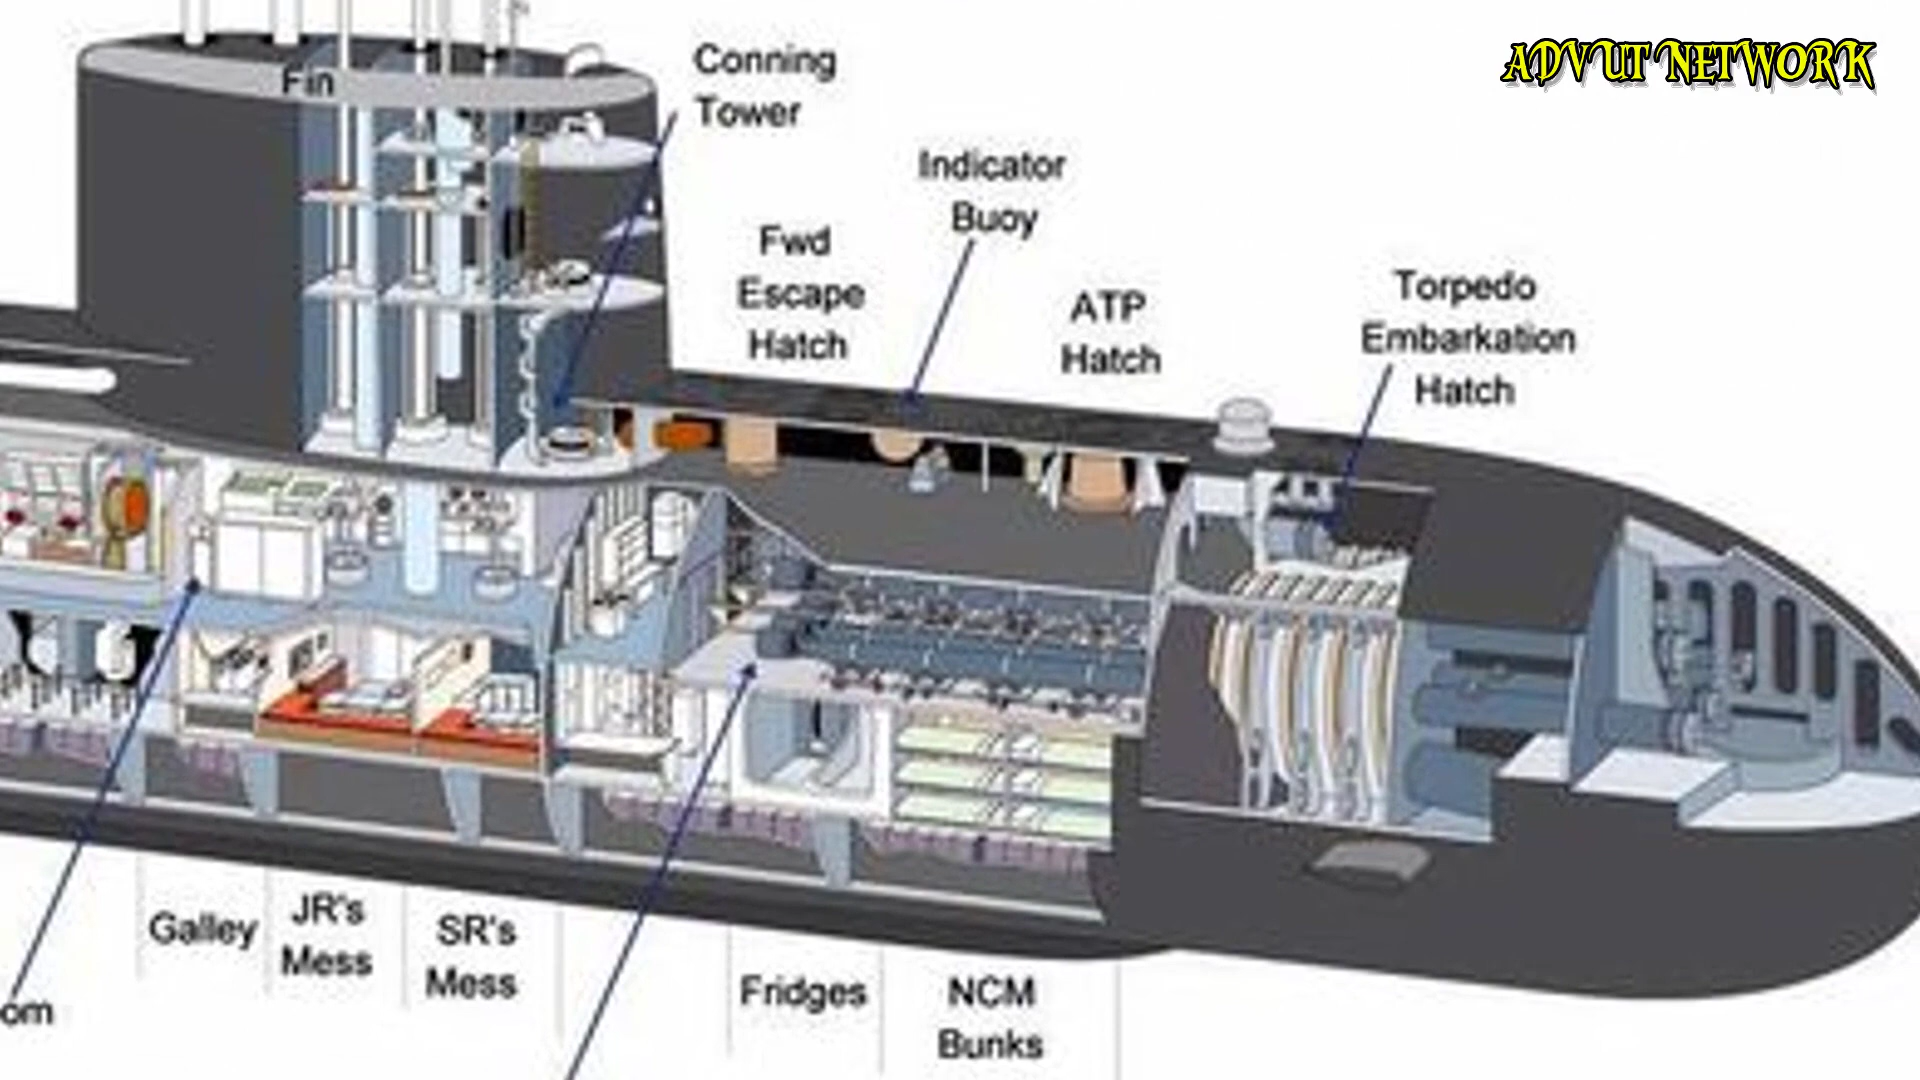 ADVUT NETWORK
Fin
Conning
Tower
Indicator
Buoy
Fwd
Escape
Hatch
ATP
Hatch
Torpedo
Embarkation
Hatch
Galley
JR's
Mess
SR's
Mess
Fridges
NCM
Bunks
om